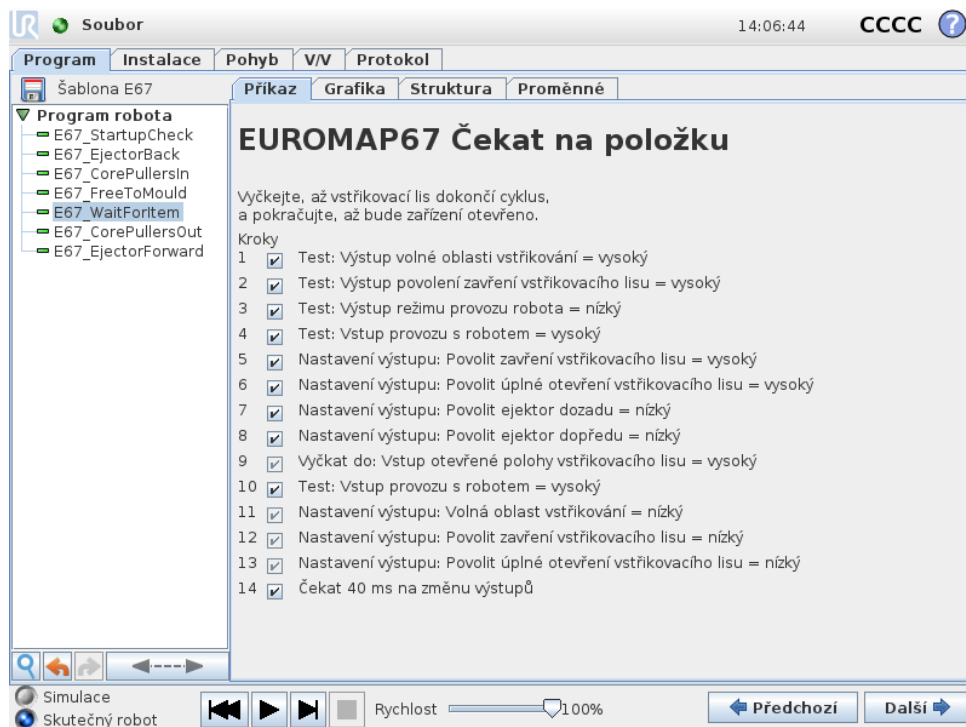 UR Soubor 14:06:44 CCCC ?
Program Instalace Pohyb V/V Protokol
Šablona E67 Příkaz Grafika Struktura Proměnné
Program robota
E67_StartupCheck
E67_EjectorBack
E67_CorePullersIn
E67_FreeToMould
E67_WaitForItem
E67_CorePullersOut
E67_EjectorForward
EUROMAP67 Čekat na položku
Vyčkejte, až vstřikovací lis dokončí cyklus,
a pokračujte, až bude zařízení otevřeno.
Kroky
1 Test: Výstup volné oblasti vstřikování = vysoký
2 Test: Výstup povolení zavření vstřikovacího lisu = vysoký
3 Test: Výstup režimu provozu robota = nízký
4 Test: Vstup provozu s robotem = vysoký
5 Nastavení výstupu: Povolit zavření vstřikovacího lisu = vysoký
6 Nastavení výstupu: Povolit úplné otevření vstřikovacího lisu = vysoký
7 Nastavení výstupu: Povolit ejektor dozadu = nízký
8 Nastavení výstupu: Povolit ejektor dopředu = nízký
9 Vyčkat do: Vstup otevřené polohy vstřikovacího lisu = vysoký
10 Test: Vstup provozu s robotem = vysoký
11 Nastavení výstupu: Volná oblast vstřikování = nízký
12 Nastavení výstupu: Povolit zavření vstřikovacího lisu = nízký
13 Nastavení výstupu: Povolit úplné otevření vstřikovacího lisu = nízký
14 Čekat 40 ms na změnu výstupů
Simulace
Skutečný robot
Rychlost 100% Předchozí Další